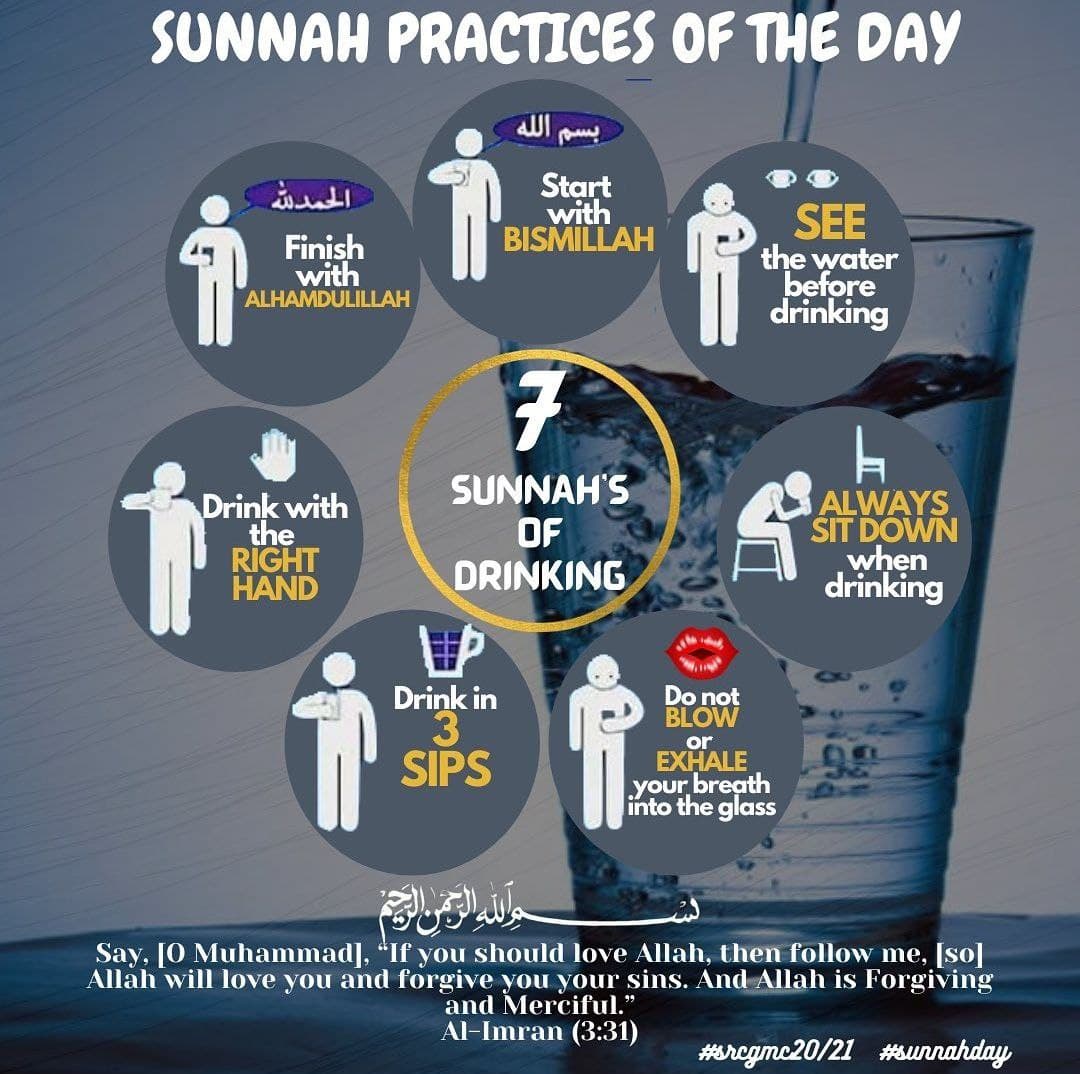 SUNNAH PRACTICES OF THE DAY
بسم الله
Start
with
BISMILLAH
SEE
the water
before
drinking
ALWAYS
SIT DOWN
when
drinking
Do not
BLOW
or
EXHALE
your breath
into the glass
Drink in
3
SIPS
Drink with
the
RIGHT
HAND
الحمدلله
Finish
with
ALHAMDULILLAH
7
SUNNAH'S
OF
DRINKING
بسم الله الرحمن الرحيم
Say, [O Muhammad], “If you should love Allah, then follow me, [so]
Allah will love you and forgive you your sins. And Allah is Forgiving
and Merciful.”
Al-Imran (3:31)
#srcgmc20/21 #sunnahday